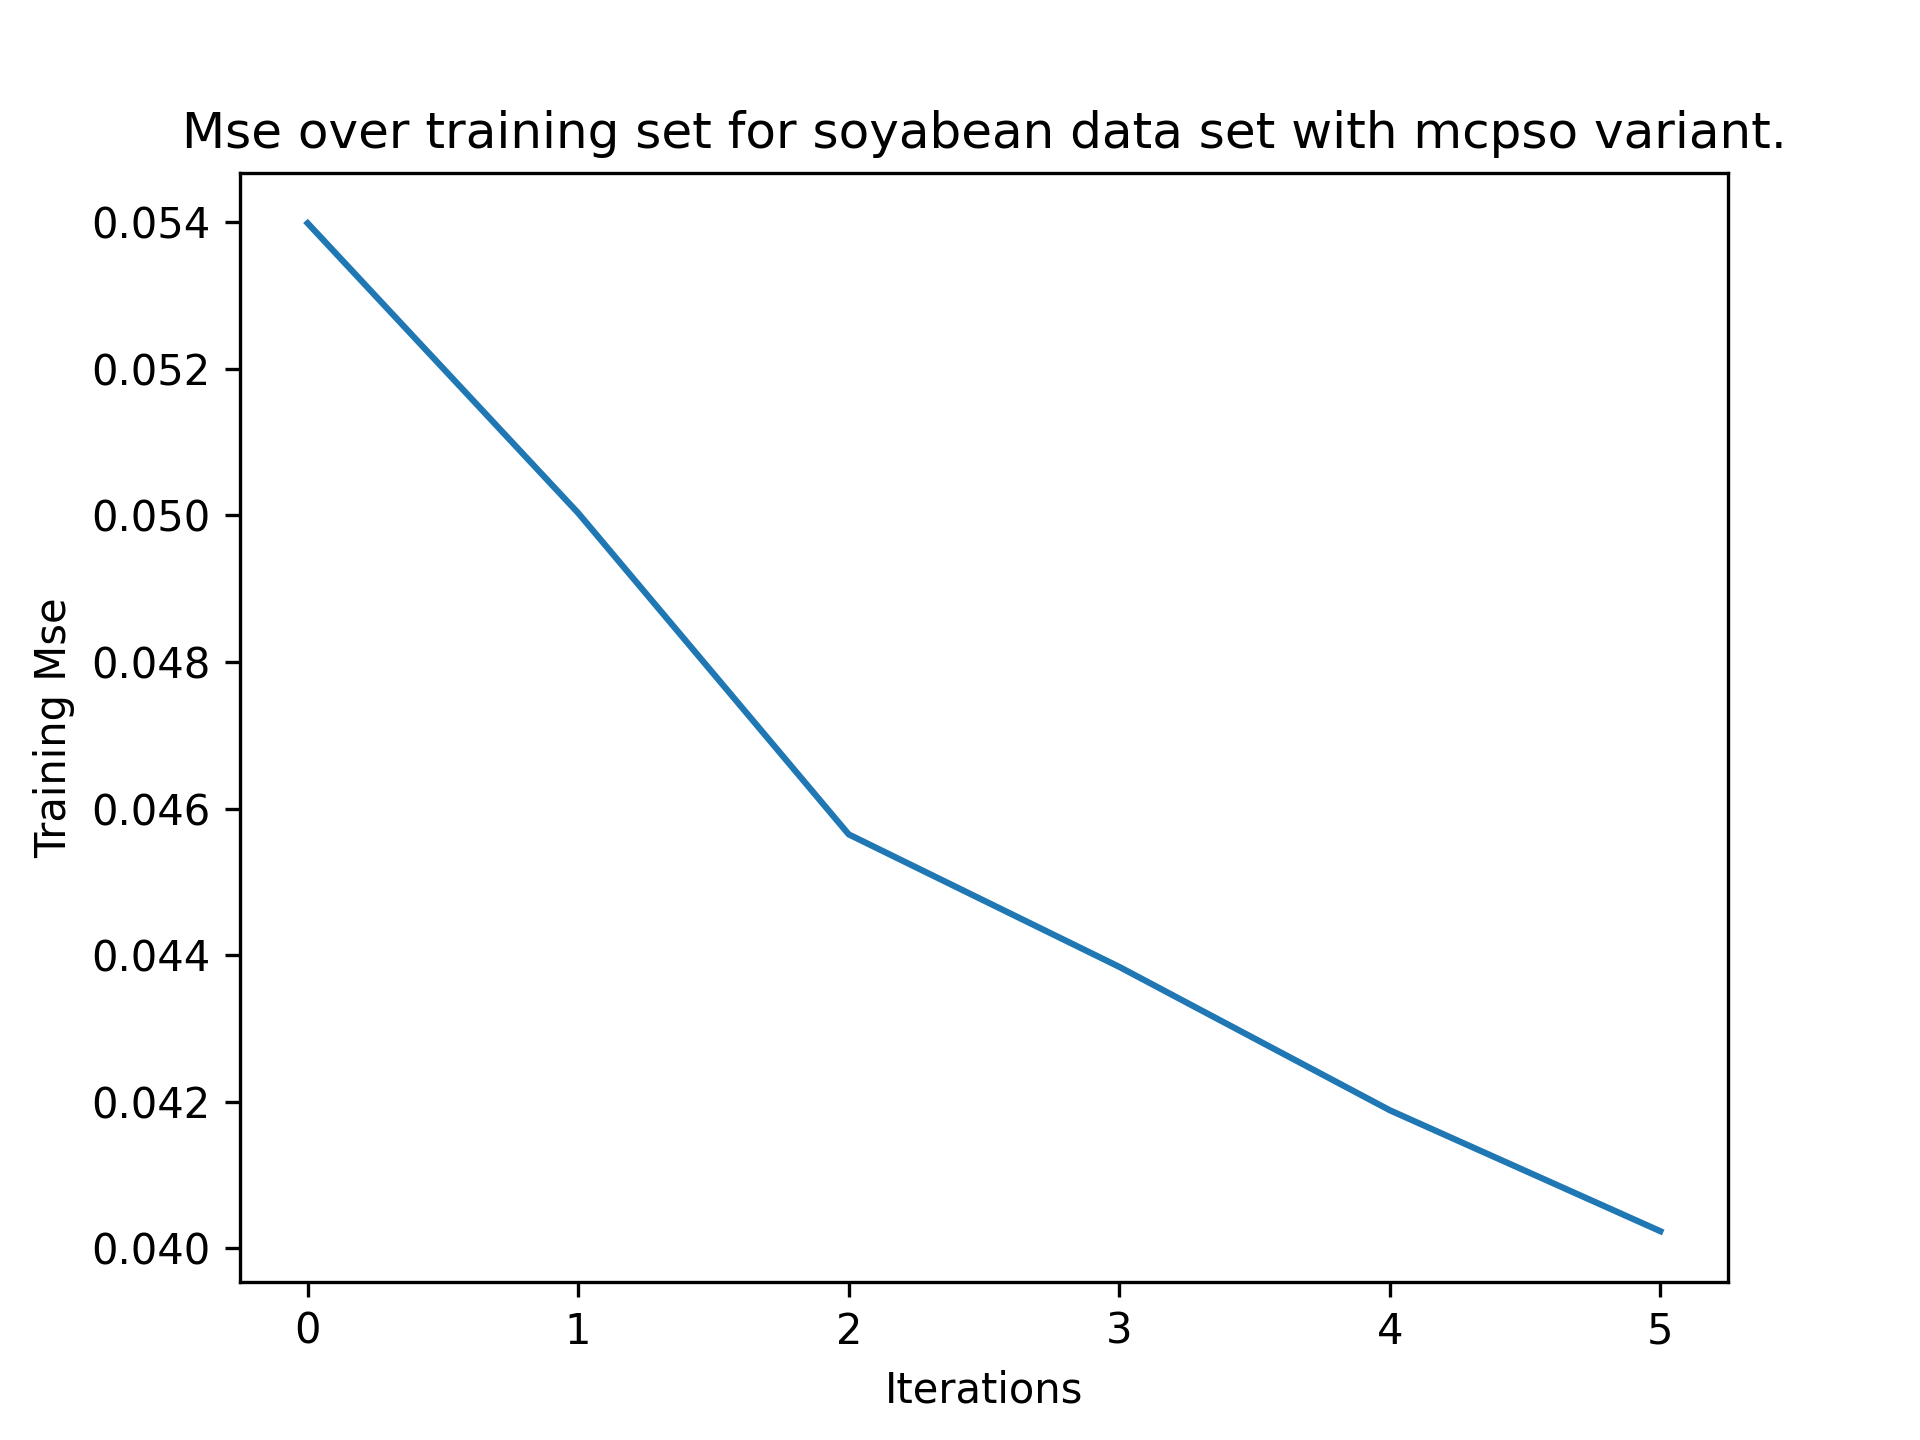 Mse over training set for soyabean data set with mcpso variant.
0.054
0.052
0.050
0.048
0.046
0.044
0.042
0.040
Training Mse
0 1 2 3 4 5
Iterations